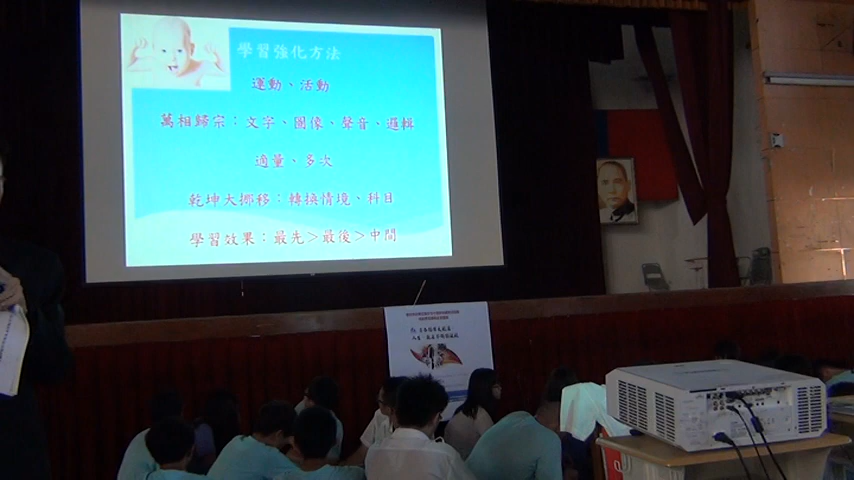 學習強化方法
運動、活動
萬相歸宗：文字、圖像、聲音、邏輯
適量、多次
乾坤大挪移：轉換情境、科目
學習效果：最先＞最後＞中間